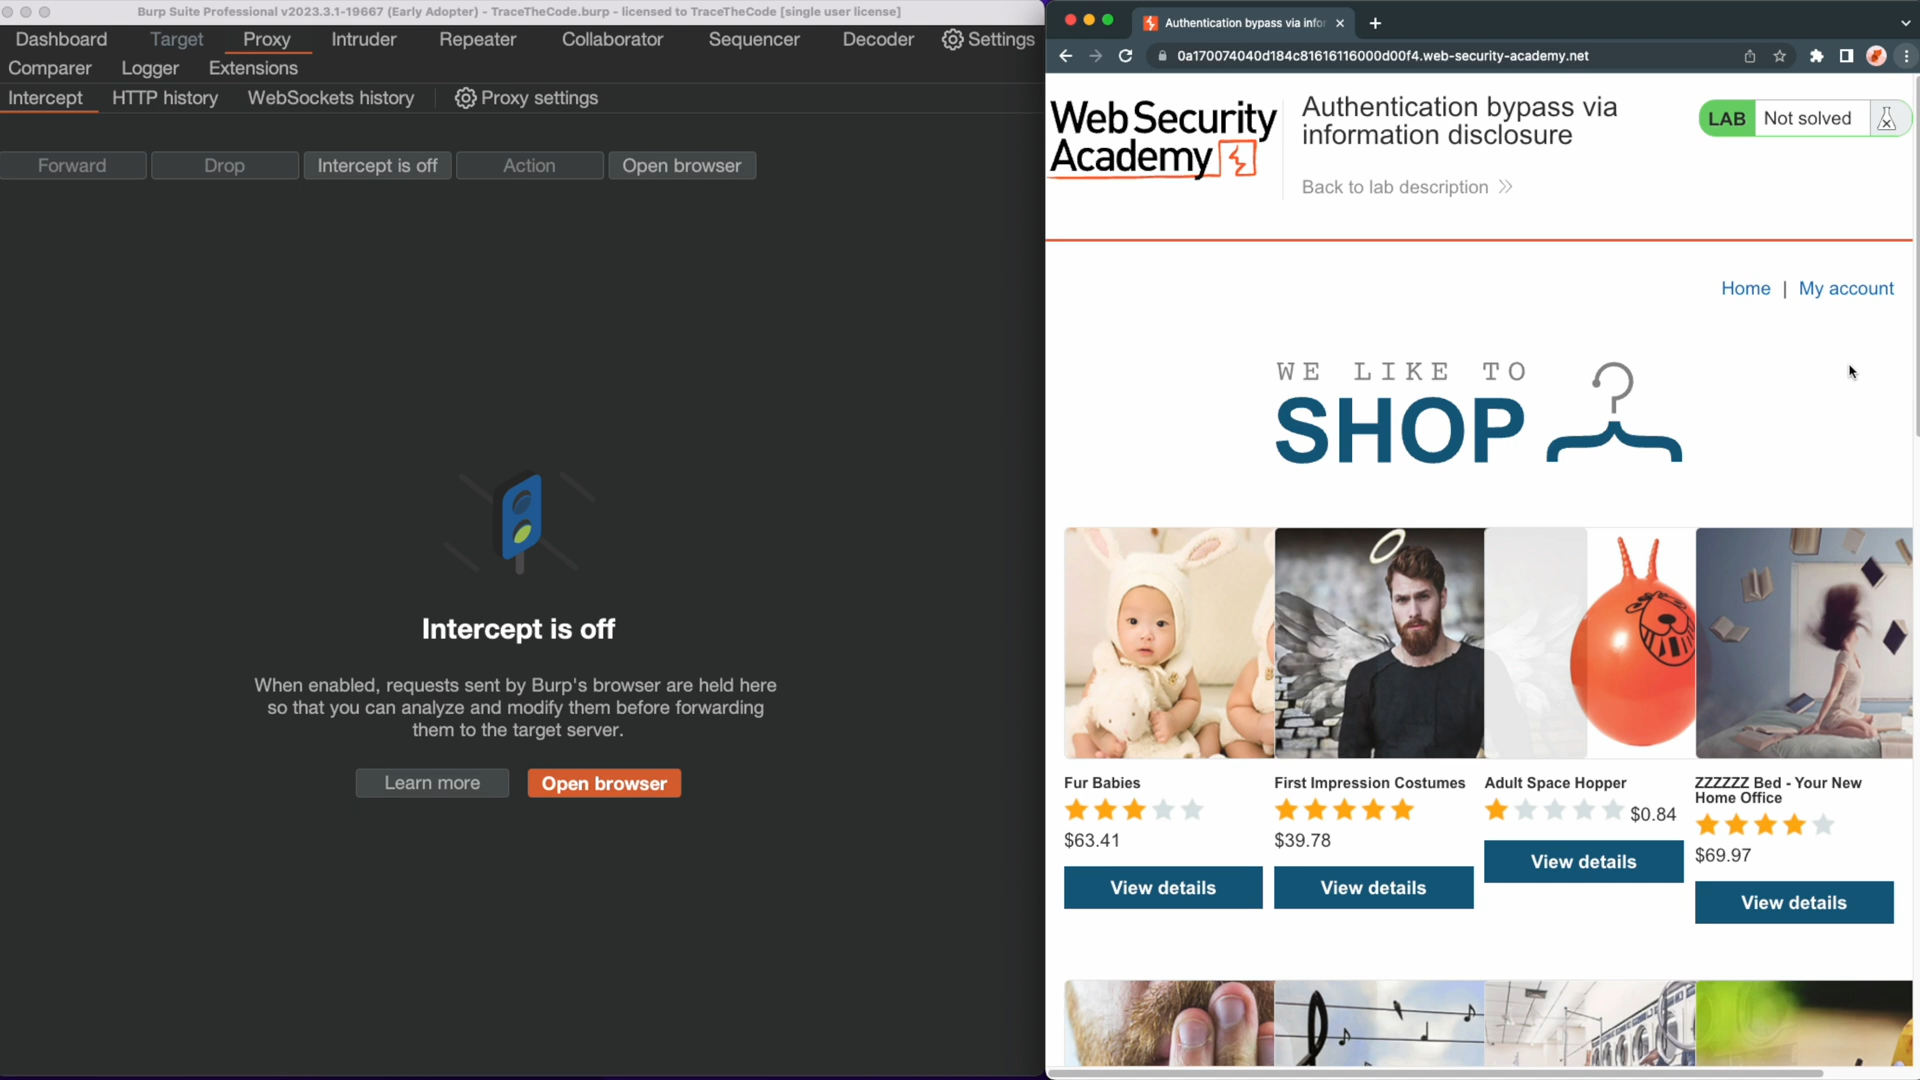 Burp Suite Professional v2023.3.1-19667 (Early Adopter) - TraceTheCode.burp - licensed to TraceTheCode [single user license]
Dashboard Target Proxy Intruder Repeater Collaborator Sequencer Decoder Settings
Comparer Logger Extensions
Intercept HTTP history WebSockets history Proxy settings
Forward Drop Intercept is off Action Open browser
Intercept is off
When enabled, requests sent by Burp's browser are held here
so that you can analyze and modify them before forwarding
them to the target server.
Learn more Open browser
Authentication bypass via infor
0a170074040d184c81616116000d00f4.web-security-academy.net
WebSecurity
Academy
Authentication bypass via
information disclosure
Back to lab description
LAB Not solved
Home | My account
WE LIKE TO
SHOP
Fur Babies
$63.41
View details
First Impression Costumes
$39.78
View details
Adult Space Hopper
$0.84
View details
ZZZZZZ Bed - Your New
Home Office
$69.97
View details